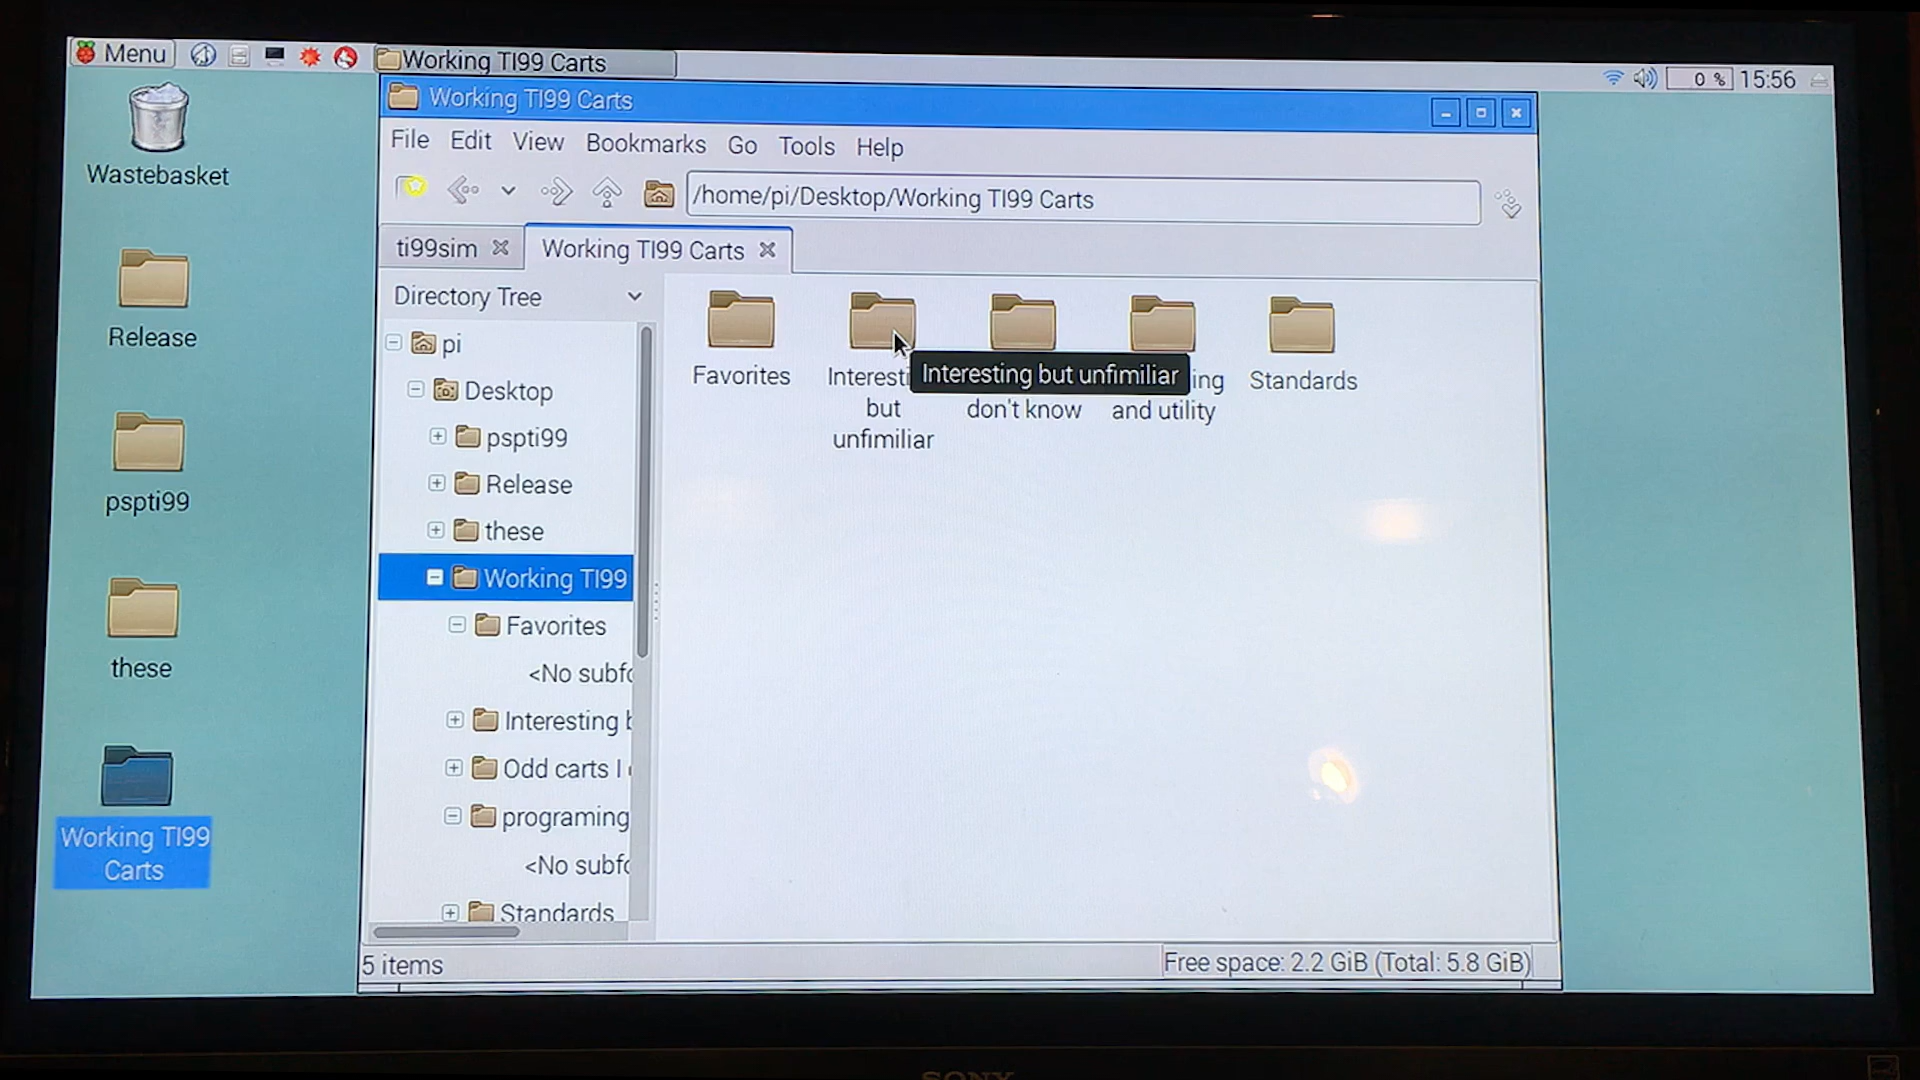 Menu
Working TI99 Carts
0 %
15:56
Working TI99 Carts
File Edit View Bookmarks Go Tools Help
/home/pi/Desktop/Working TI99 Carts
ti99sim
Working TI99 Carts
Directory Tree
pi
Desktop
pspti99
Release
these
Working TI99
Favorites
<No subfo
Interesting b
Odd carts I
programing
<No subfo
Standards
Favorites
Interesti
but
unfimiliar
Interesting but unfimiliar
don't know
ing
and utility
Standards
5 items
Free space: 2.2 GiB (Total: 5.8 GiB)
Wastebasket
Release
pspti99
these
Working TI99
Carts
SONY